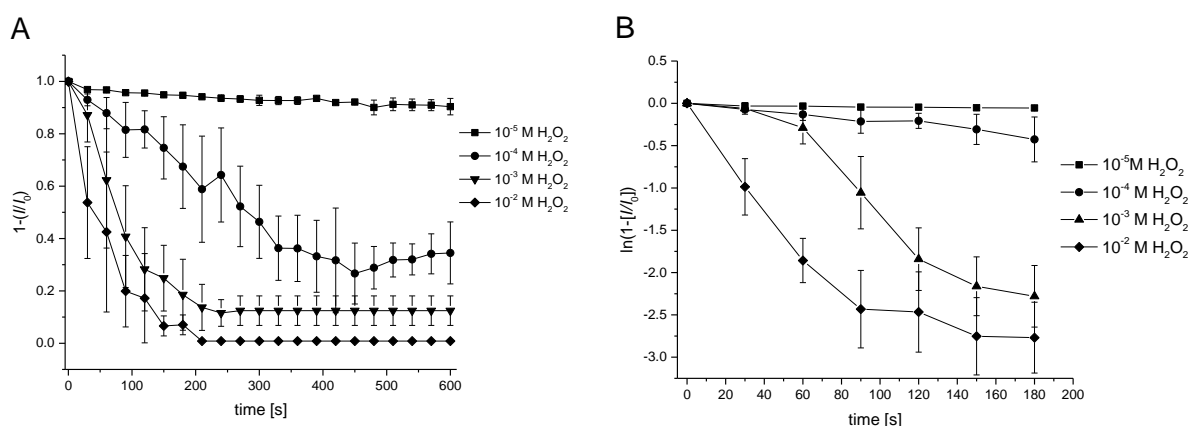 A
1.0
0.8
0.6
0.4
0.2
0.0
1-(I/I₀)
0 100 200 300 400 500 600
time [s]
10⁻⁵ M H₂O₂
10⁻⁴ M H₂O₂
10⁻³ M H₂O₂
10⁻² M H₂O₂
B
0.5
0.0
-0.5
-1.0
-1.5
-2.0
-2.5
-3.0
ln(1-[I/I₀])
0 20 40 60 80 100 120 140 160 180 200
time [s]
10⁻⁵M H₂O₂
10⁻⁴ M H₂O₂
10⁻³ M H₂O₂
10⁻² M H₂O₂